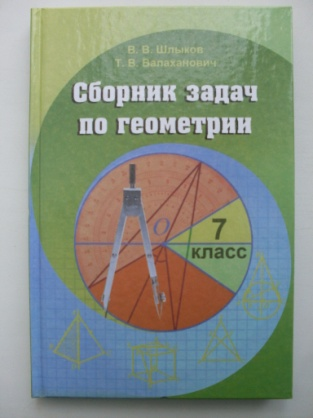 В. В. Шлыков
Т. В. Валаханович
Сборник задач
по геометрии
O
7
класс